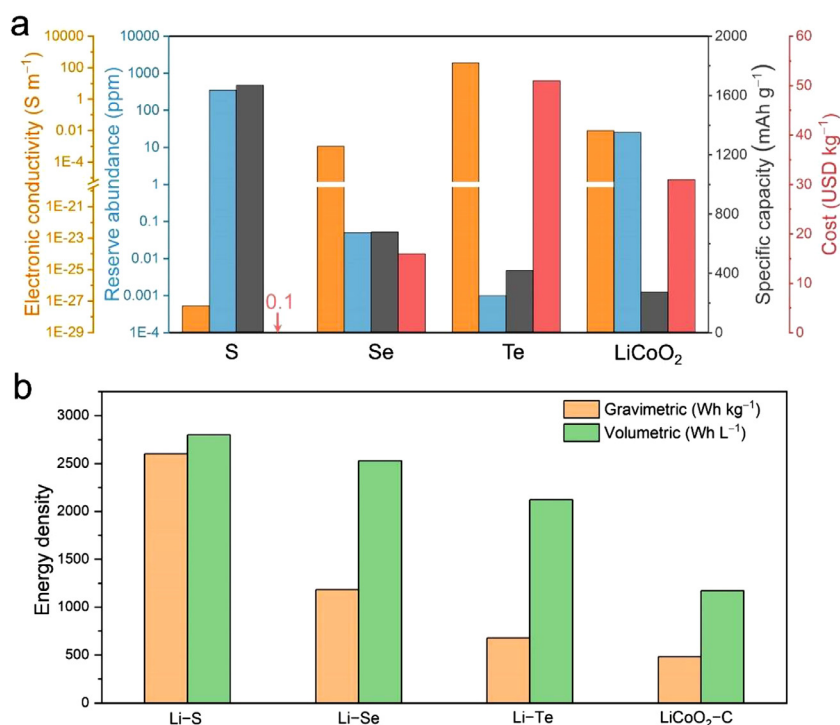 a
Electronic conductivity (S m⁻¹)
10000
100
1
0.01
1E-4
1E-21
1E-23
1E-25
1E-27
1E-29
Reserve abundance (ppm)
10000
1000
100
10
1
0.1
0.01
0.001
1E-4
0.1
S
Se
Te
LiCoO₂
2000
1600
1200
800
400
0
Specific capacity (mAh g⁻¹)
60
50
40
30
20
10
0
Cost (USD kg⁻¹)
b
Energy density
3000
2500
2000
1500
1000
500
0
Gravimetric (Wh kg⁻¹)
Volumetric (Wh L⁻¹)
Li–S
Li–Se
Li–Te
LiCoO₂–C